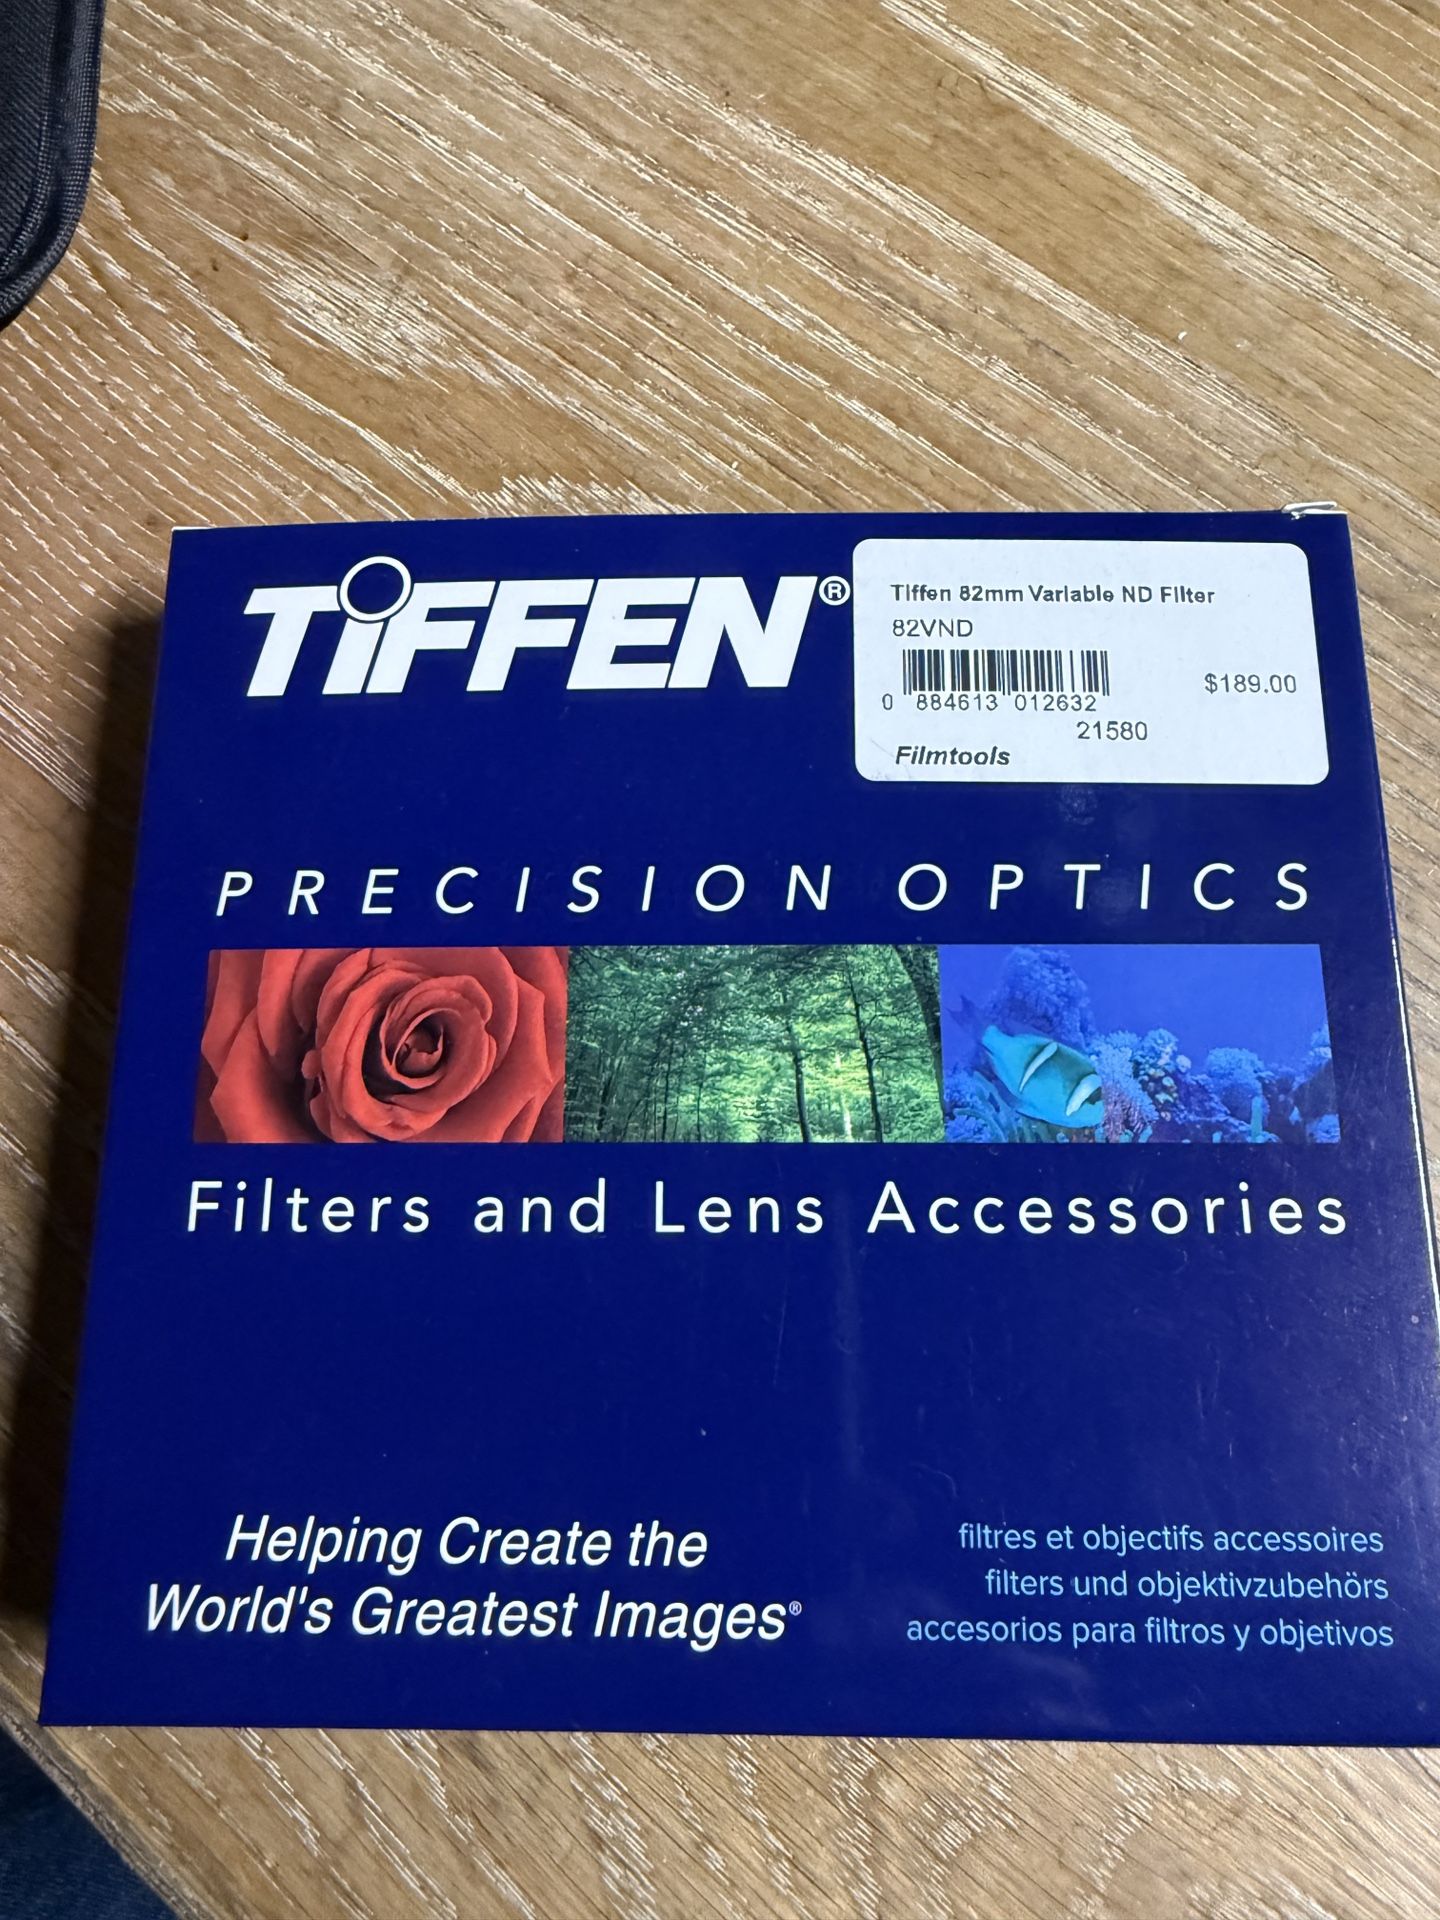 TIFFEN®
Tiffen 82mm Variable ND Filter
82VND
$189.00
0 884613 012632
21580
Filmtools
PRECISION OPTICS
Filters and Lens Accessories
Helping Create the
World's Greatest Images®
filtres et objectifs accessoires
filters und objektivzubehörs
accesorios para filtros y objetivos